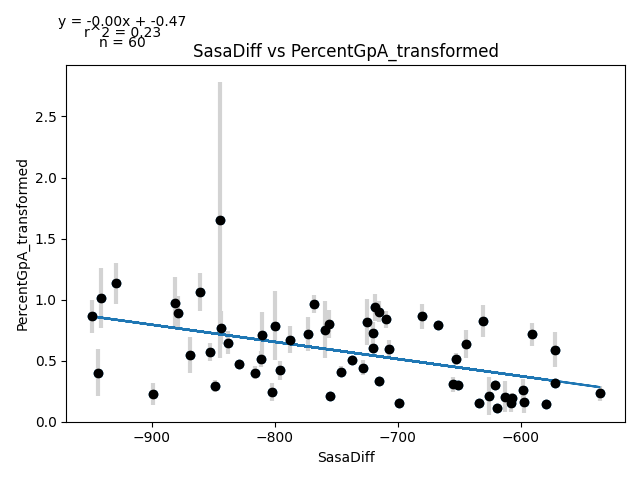 y = -0.00x + -0.47
r^2 = 0.23
n = 60
SasaDiff vs PercentGpA_transformed
PercentGpA_transformed
2.5
2.0
1.5
1.0
0.5
0.0
−900
−800
−700
−600
SasaDiff